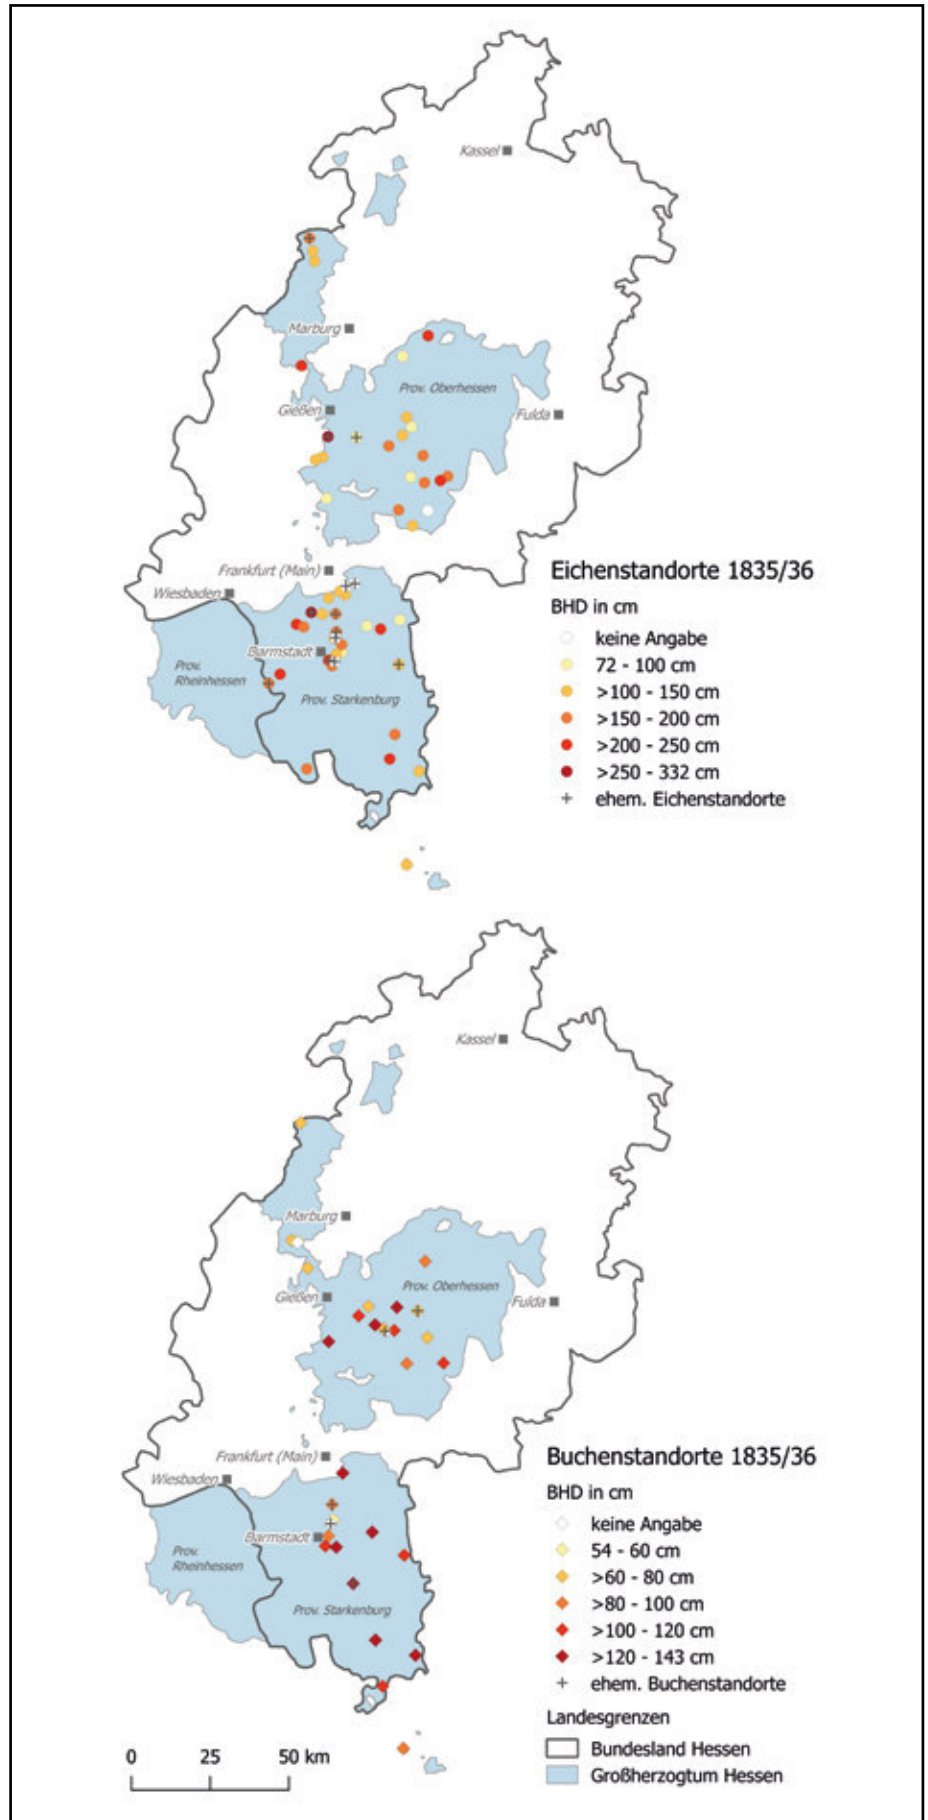 Kassel
Marburg
Prov. Oberhessen
Gießen
Fulda
Frankfurt (Main)
Wiesbaden
Barmstadt
Prov.
Rheinhessen
Prov. Starkenburg
Eichenstandorte 1835/36
BHD in cm
keine Angabe
72 - 100 cm
>100 - 150 cm
>150 - 200 cm
>200 - 250 cm
>250 - 332 cm
ehem. Eichenstandorte
Kassel
Marburg
Prov. Oberhessen
Gießen
Fulda
Frankfurt (Main)
Wiesbaden
Barmstadt
Prov.
Rheinhessen
Prov. Starkenburg
Buchenstandorte 1835/36
BHD in cm
keine Angabe
54 - 60 cm
>60 - 80 cm
>80 - 100 cm
>100 - 120 cm
>120 - 143 cm
ehem. Buchenstandorte
Landesgrenzen
Bundesland Hessen
Großherzogtum Hessen
0 25 50 km